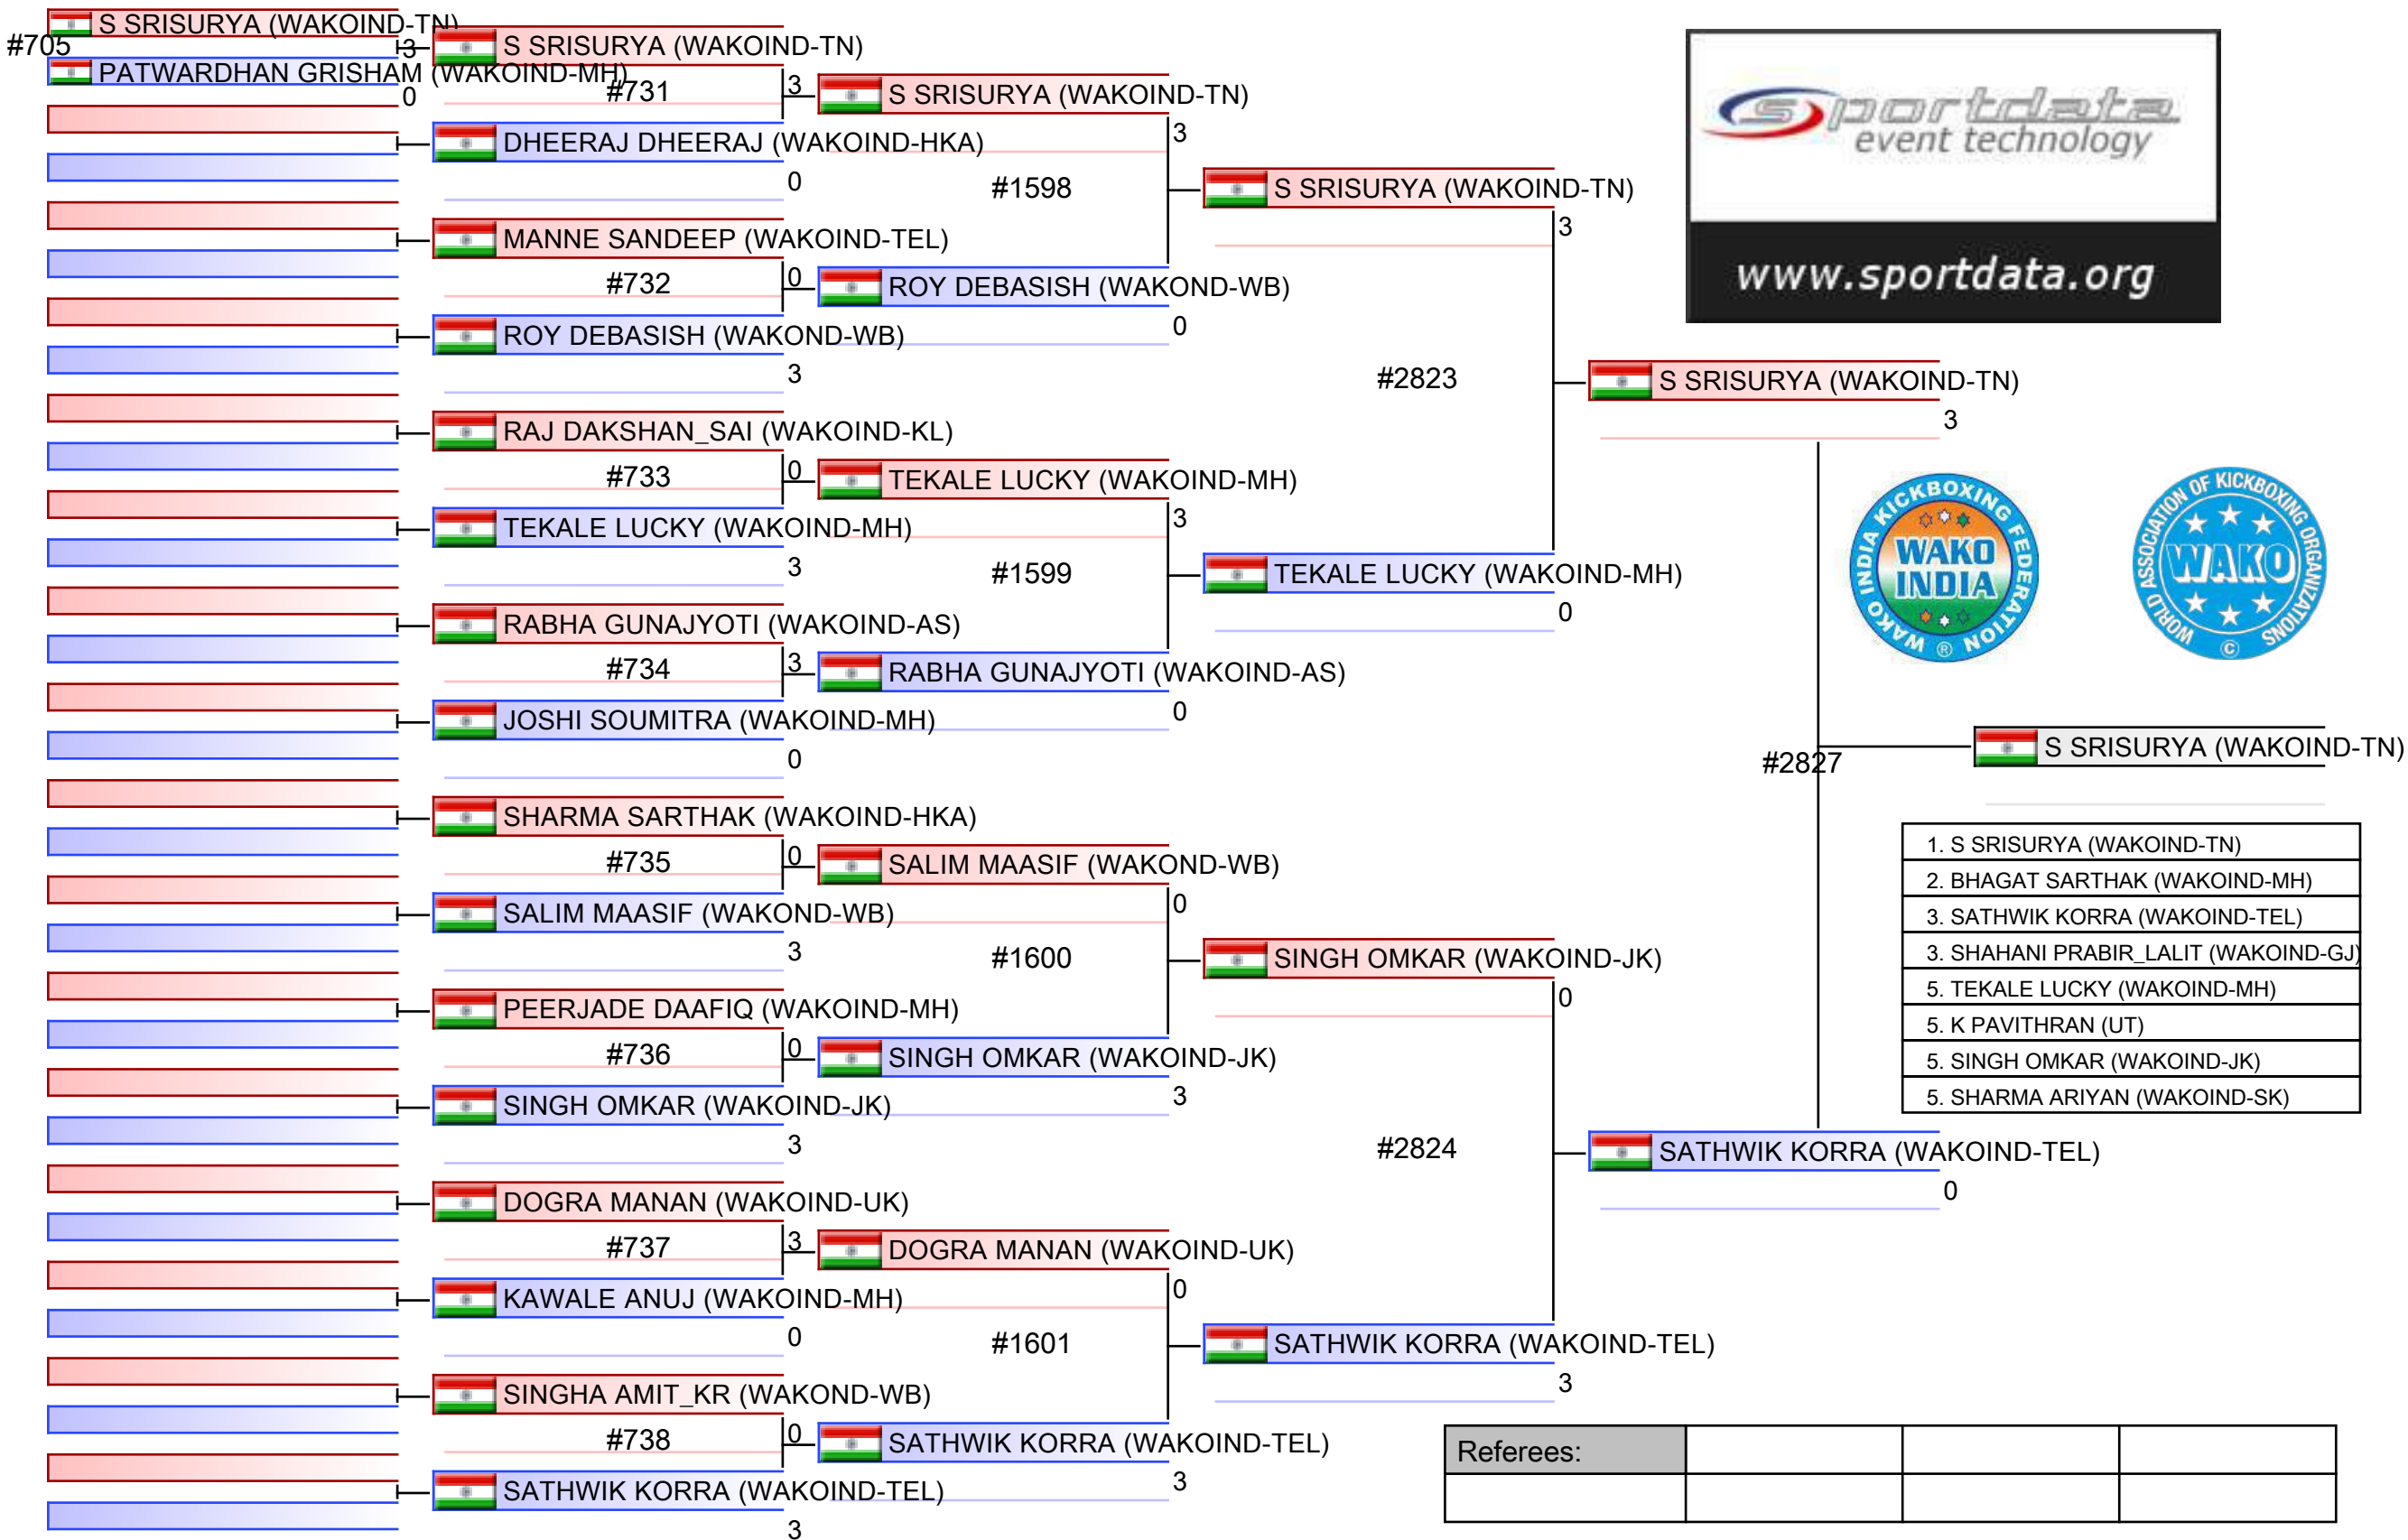 #705
S SRISURYA (WAKOIND-TN)
3
PATWARDHAN GRISHAM (WAKOIND-MH)
0
S SRISURYA (WAKOIND-TN)
3
#731
DHEERAJ DHEERAJ (WAKOIND-HKA)
0
MANNE SANDEEP (WAKOIND-TEL)
0
#732
ROY DEBASISH (WAKOND-WB)
3
RAJ DAKSHAN_SAI (WAKOIND-KL)
0
#733
TEKALE LUCKY (WAKOIND-MH)
3
RABHA GUNAJYOTI (WAKOIND-AS)
3
#734
JOSHI SOUMITRA (WAKOIND-MH)
0
SHARMA SARTHAK (WAKOIND-HKA)
0
#735
SALIM MAASIF (WAKOND-WB)
3
PEERJADE DAAFIQ (WAKOIND-MH)
0
#736
SINGH OMKAR (WAKOIND-JK)
3
DOGRA MANAN (WAKOIND-UK)
3
#737
KAWALE ANUJ (WAKOIND-MH)
0
SINGHA AMIT_KR (WAKOND-WB)
0
#738
SATHWIK KORRA (WAKOIND-TEL)
3
S SRISURYA (WAKOIND-TN)
3
#1598
ROY DEBASISH (WAKOND-WB)
0
TEKALE LUCKY (WAKOIND-MH)
3
#1599
RABHA GUNAJYOTI (WAKOIND-AS)
0
SALIM MAASIF (WAKOND-WB)
0
#1600
SINGH OMKAR (WAKOIND-JK)
3
DOGRA MANAN (WAKOIND-UK)
0
#1601
SATHWIK KORRA (WAKOIND-TEL)
3
S SRISURYA (WAKOIND-TN)
3
#2823
TEKALE LUCKY (WAKOIND-MH)
0
SINGH OMKAR (WAKOIND-JK)
0
#2824
SATHWIK KORRA (WAKOIND-TEL)
3
S SRISURYA (WAKOIND-TN)
3
#2827
SATHWIK KORRA (WAKOIND-TEL)
0
S SRISURYA (WAKOIND-TN)
sportdata
event technology
www.sportdata.org
WAKO INDIA KICKBOXING FEDERATION
WAKO
INDIA
®
WORLD ASSOCIATION OF KICKBOXING ORGANIZATIONS
WAKO
©
1. S SRISURYA (WAKOIND-TN)
2. BHAGAT SARTHAK (WAKOIND-MH)
3. SATHWIK KORRA (WAKOIND-TEL)
3. SHAHANI PRABIR_LALIT (WAKOIND-GJ)
5. TEKALE LUCKY (WAKOIND-MH)
5. K PAVITHRAN (UT)
5. SINGH OMKAR (WAKOIND-JK)
5. SHARMA ARIYAN (WAKOIND-SK)
Referees: